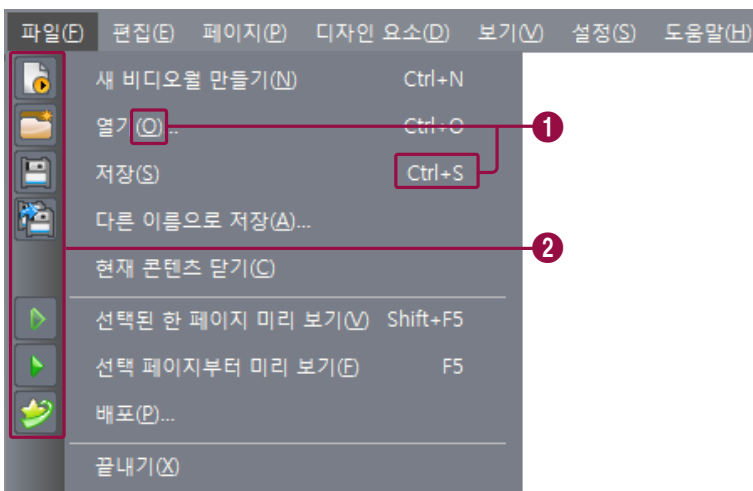 파일(F) 편집(E) 페이지(P) 디자인 요소(D) 보기(V) 설정(S) 도움말(H)
새 비디오월 만들기(N) Ctrl+N
열기(O)... Ctrl+O
1
저장(S) Ctrl+S
다른 이름으로 저장(A)...
2
현재 콘텐츠 닫기(C)
선택된 한 페이지 미리 보기(V) Shift+F5
선택 페이지부터 미리 보기(F) F5
배포(P)...
끝내기(X)